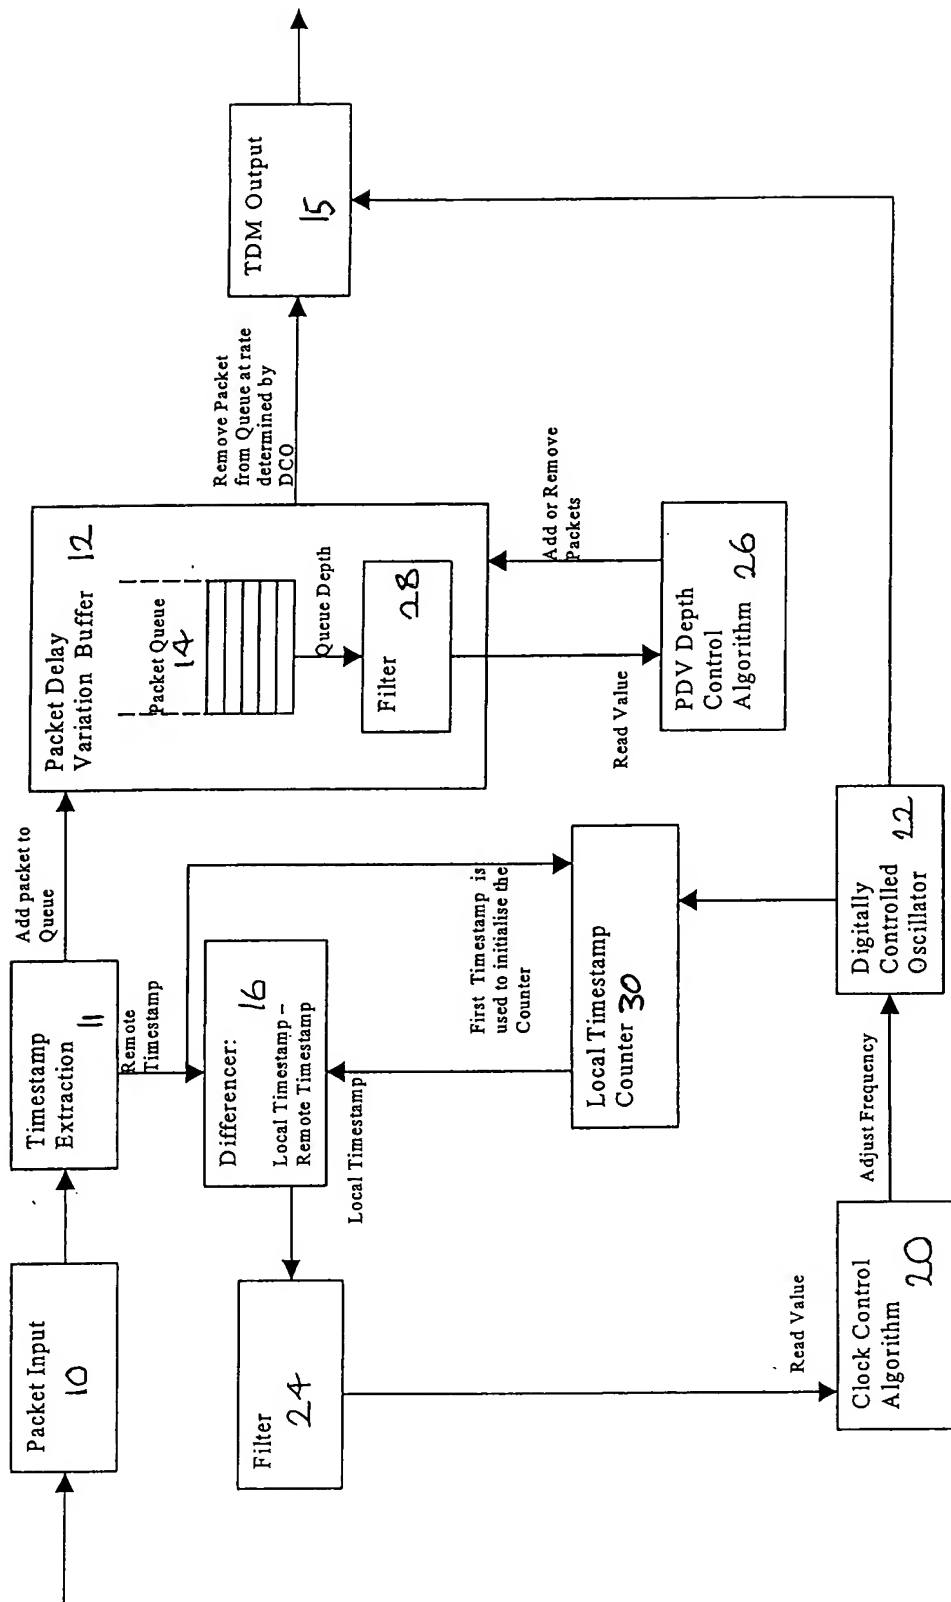 Packet Input
10
Timestamp
Extraction
11
Add packet to
Queue
Packet Delay
Variation Buffer 12
Packet Queue
14
Queue Depth
Filter
28
Remove Packet
from Queue at rate
determined by
DCO
TDM Output
15
Remote
Timestamp
Differencer:
16
Local Timestamp –
Remote Timestamp
Filter
24
Local Timestamp
First Timestamp is
used to initialise the
Counter
Local Timestamp
Counter 30
Read Value
Add or Remove
Packets
PDV Depth
Control
Algorithm 26
Read Value
Clock Control
Algorithm
20
Adjust Frequency
Digitally
Controlled
Oscillator
22